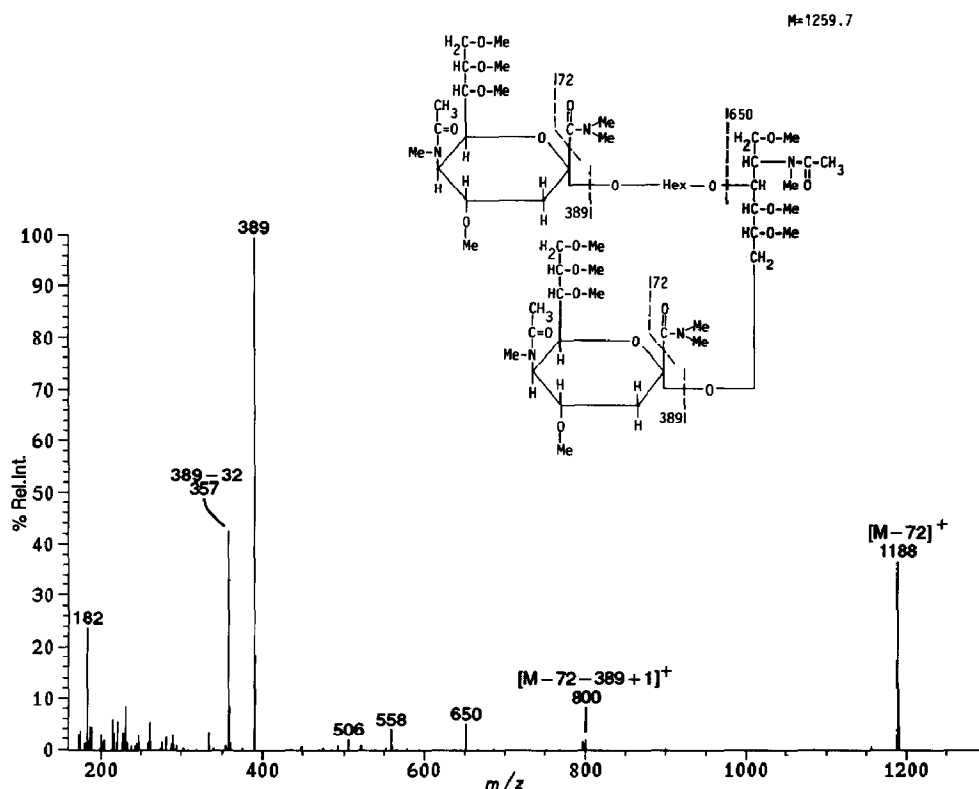 M=1259.7
H2C-O-Me
HC-O-Me
HC-O-Me
CH3
C=O
Me-N
H
H
H
O
172
O
C-N
Me
Me
H
H
O
Me
389
O
Hex
O
1650
H2C-O-Me
N-C-CH3
Me O
CH
HC-O-Me
HC-O-Me
CH2
H2C-O-Me
HC-O-Me
HC-O-Me
CH3
C=O
Me-N
H
H
H
O
172
O
C-N
Me
Me
H
H
O
Me
389
O
% Rel.Int.
100
90
80
70
60
50
40
30
20
10
0
182
389-32
357
389
506
558
650
[M-72-389+1]+
800
[M-72]+
1188
200
400
600
800
1000
1200
m/z